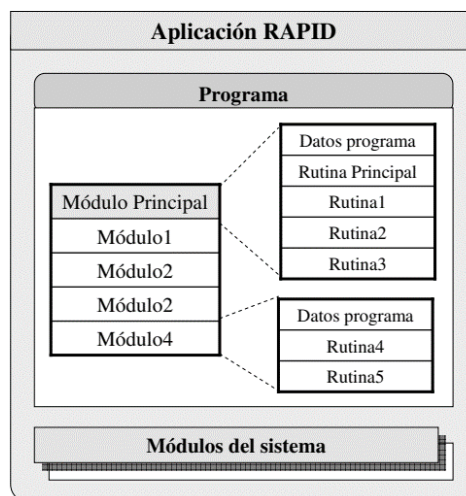 Aplicación RAPID
Programa
Módulo Principal
Módulo1
Módulo2
Módulo2
Módulo4
Datos programa
Rutina Principal
Rutina1
Rutina2
Rutina3
Datos programa
Rutina4
Rutina5
Módulos del sistema